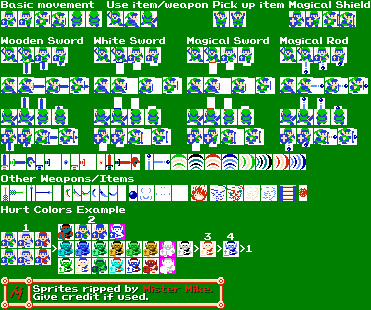 Basic movement Use item/weapon Pick up item Magical Shield
Wooden Sword White Sword Magical Sword Magical Rod
Other Weapons/Items
Hurt Colors Example
1 2 3 4
> > > >1
Sprites ripped by Mister Mike.
Give credit if used.